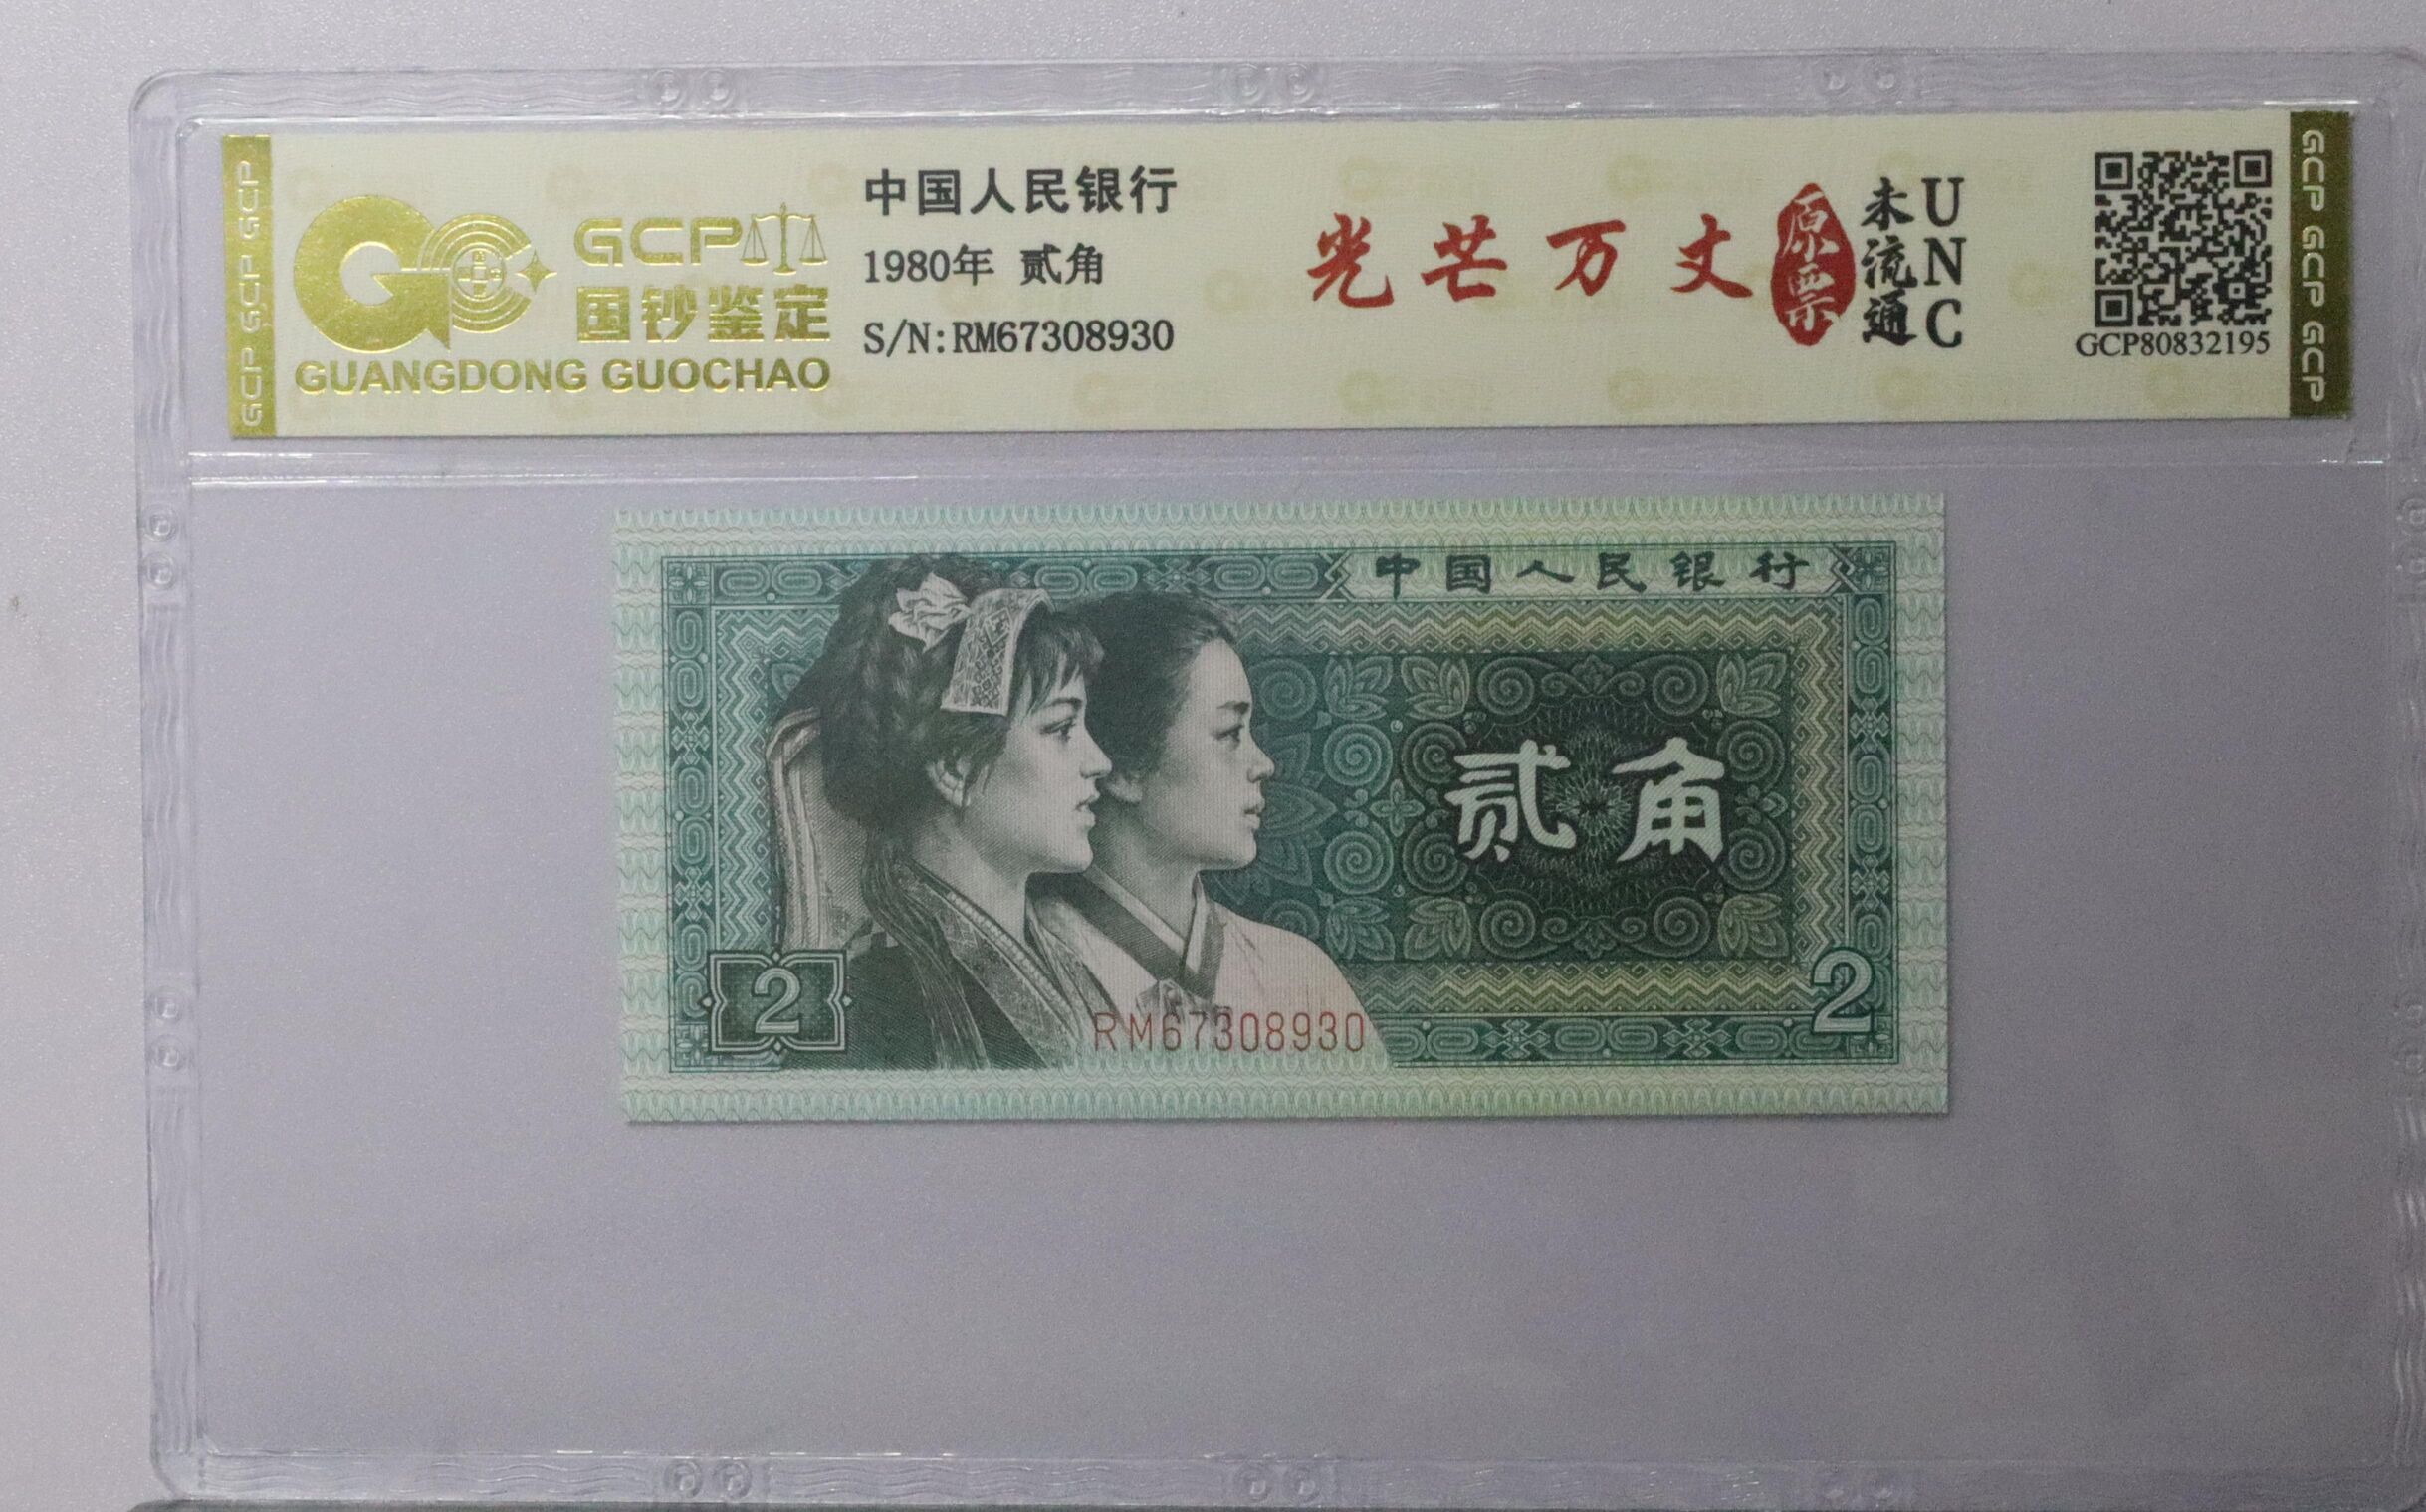 GCP GCP GCP
GCP
国钞鉴定
GUANGDONG GUOCHAO
中国人民银行
1980年 贰角
S/N:RM67308930
光芒万丈
原票
未流通
UNC
GCP80832195
GCP GCP GCP
中国人民银行
贰角
2
2
RM67308930